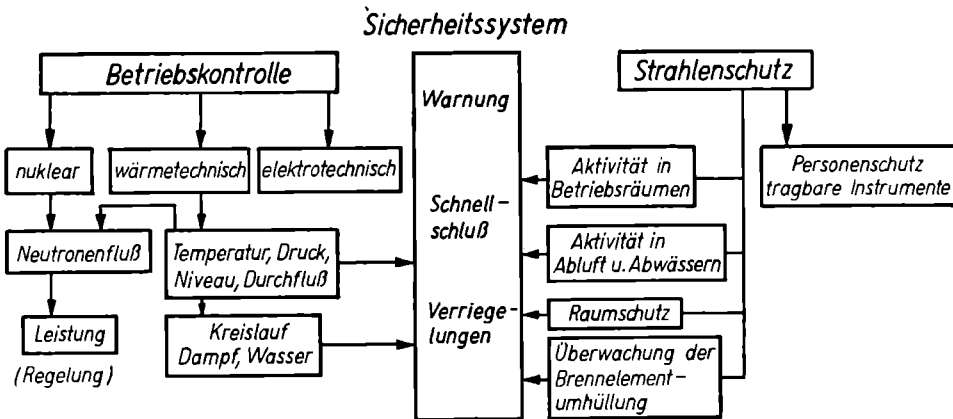 Sicherheitssystem
Betriebskontrolle
nuklear
wärmetechnisch
elektrotechnisch
Neutronenfluß
Temperatur, Druck,
Niveau, Durchfluß
Leistung
(Regelung)
Kreislauf
Dampf, Wasser
Warnung
Schnell-
schluß
Verriege-
lungen
Strahlenschutz
Aktivität in
Betriebsräumen
Aktivität in
Abluft u. Abwässern
Raumschutz
Überwachung der
Brennelement-
umhüllung
Personenschutz
tragbare Instrumente